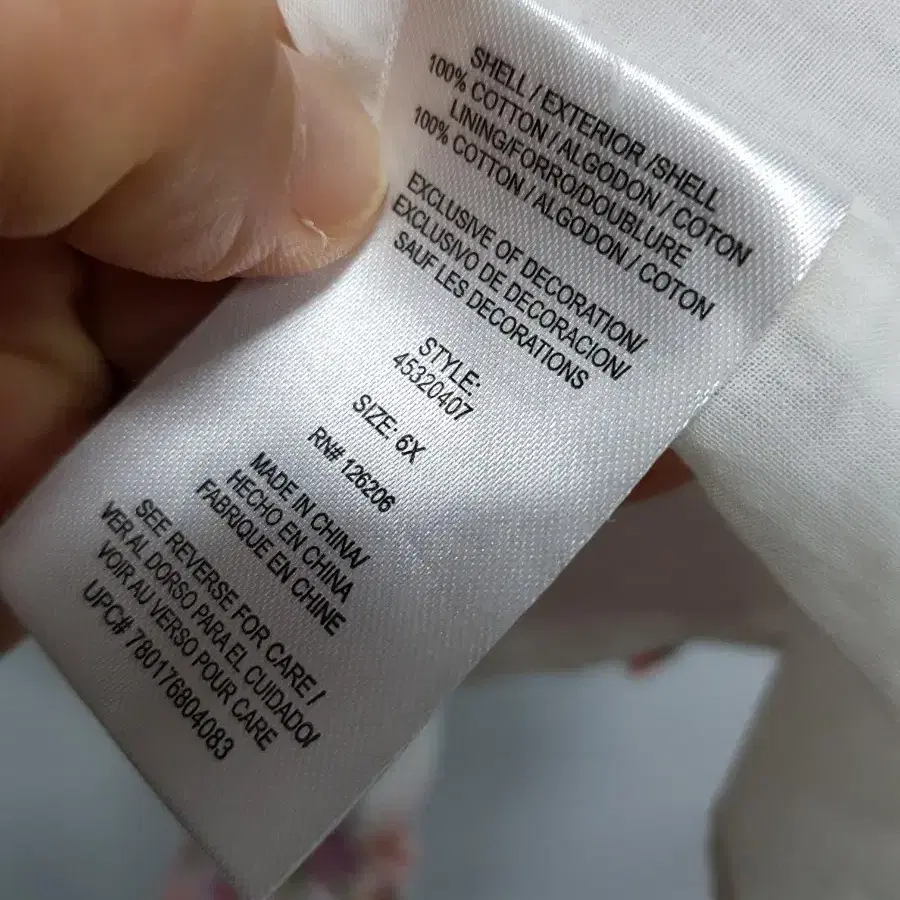 SHELL / EXTERIOR /SHELL
100% COTTON / ALGODON / COTON
LINING/FORRO/DOUBLURE
100% COTTON / ALGODON / COTON
EXCLUSIVE OF DECORATION/
EXCLUSIVO DE DECORACION/
SAUF LES DECORATIONS
STYLE:
45320407
SIZE: 6X
RN# 126206
MADE IN CHINA/
HECHO EN CHINA
FABRIQUE EN CHINE
SEE REVERSE FOR CARE /
VER AL DORSO PARA EL CUIDADO/
VOIR AU VERSO POUR CARE
UPC# 780176804083